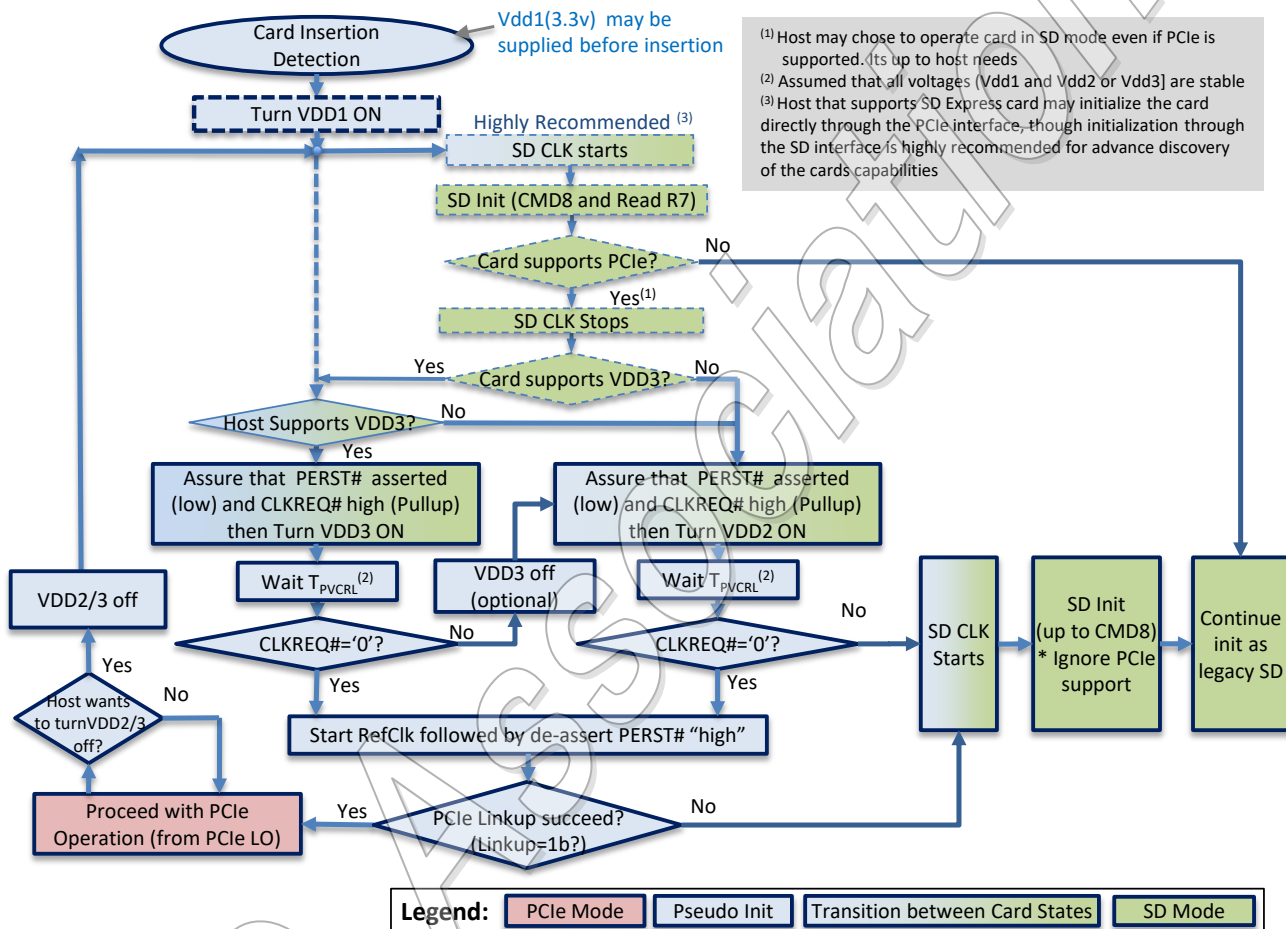 Card Insertion
Detection
Vdd1(3.3v) may be
supplied before insertion
(1) Host may chose to operate card in SD mode even if PCIe is
supported. Its up to host needs
(2) Assumed that all voltages (Vdd1 and Vdd2 or Vdd3] are stable
(3) Host that supports SD Express card may initialize the card
directly through the PCIe interface, though initialization through
the SD interface is highly recommended for advance discovery
of the cards capabilities
Turn VDD1 ON
Highly Recommended (3)
SD CLK starts
SD Init (CMD8 and Read R7)
Card supports PCIe?
No
Yes(1)
SD CLK Stops
Card supports VDD3?
Yes
No
Host Supports VDD3?
No
Yes
Assure that PERST# asserted
(low) and CLKREQ# high (Pullup)
then Turn VDD3 ON
Assure that PERST# asserted
(low) and CLKREQ# high (Pullup)
then Turn VDD2 ON
VDD2/3 off
Wait TPVCRL(2)
VDD3 off
(optional)
Wait TPVCRL(2)
CLKREQ#=‘0’?
No
Yes
CLKREQ#=‘0’?
No
Yes
SD CLK
Starts
SD Init
(up to CMD8)
* Ignore PCIe
support
Continue
init as
legacy SD
Yes
Host wants
to turnVDD2/3
off?
No
Start RefClk followed by de-assert PERST# “high”
Proceed with PCIe
Operation (from PCIe LO)
Yes
PCIe Linkup succeed?
(Linkup=1b?)
No
Legend:
PCIe Mode
Pseudo Init
Transition between Card States
SD Mode
Association